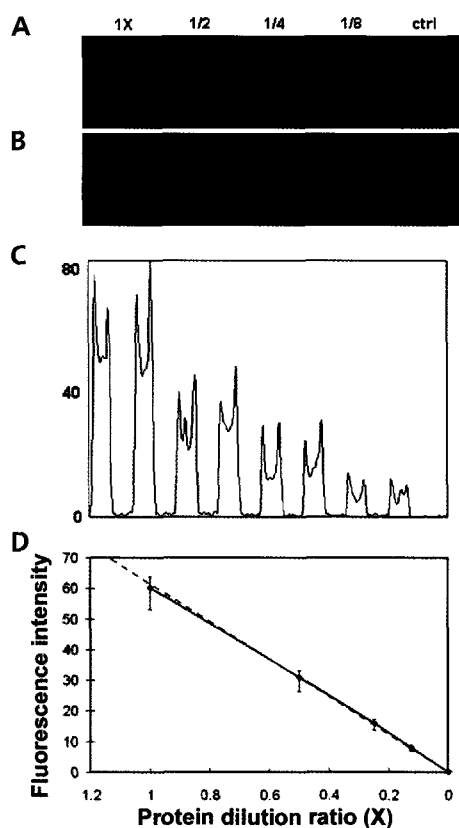 A
1X 1/2 1/4 1/8 ctrl
B
C
80
40
0
D
70
60
50
40
30
20
10
0
Fluorescence intensity
1.2 1 0.8 0.6 0.4 0.2 0
Protein dilution ratio (X)